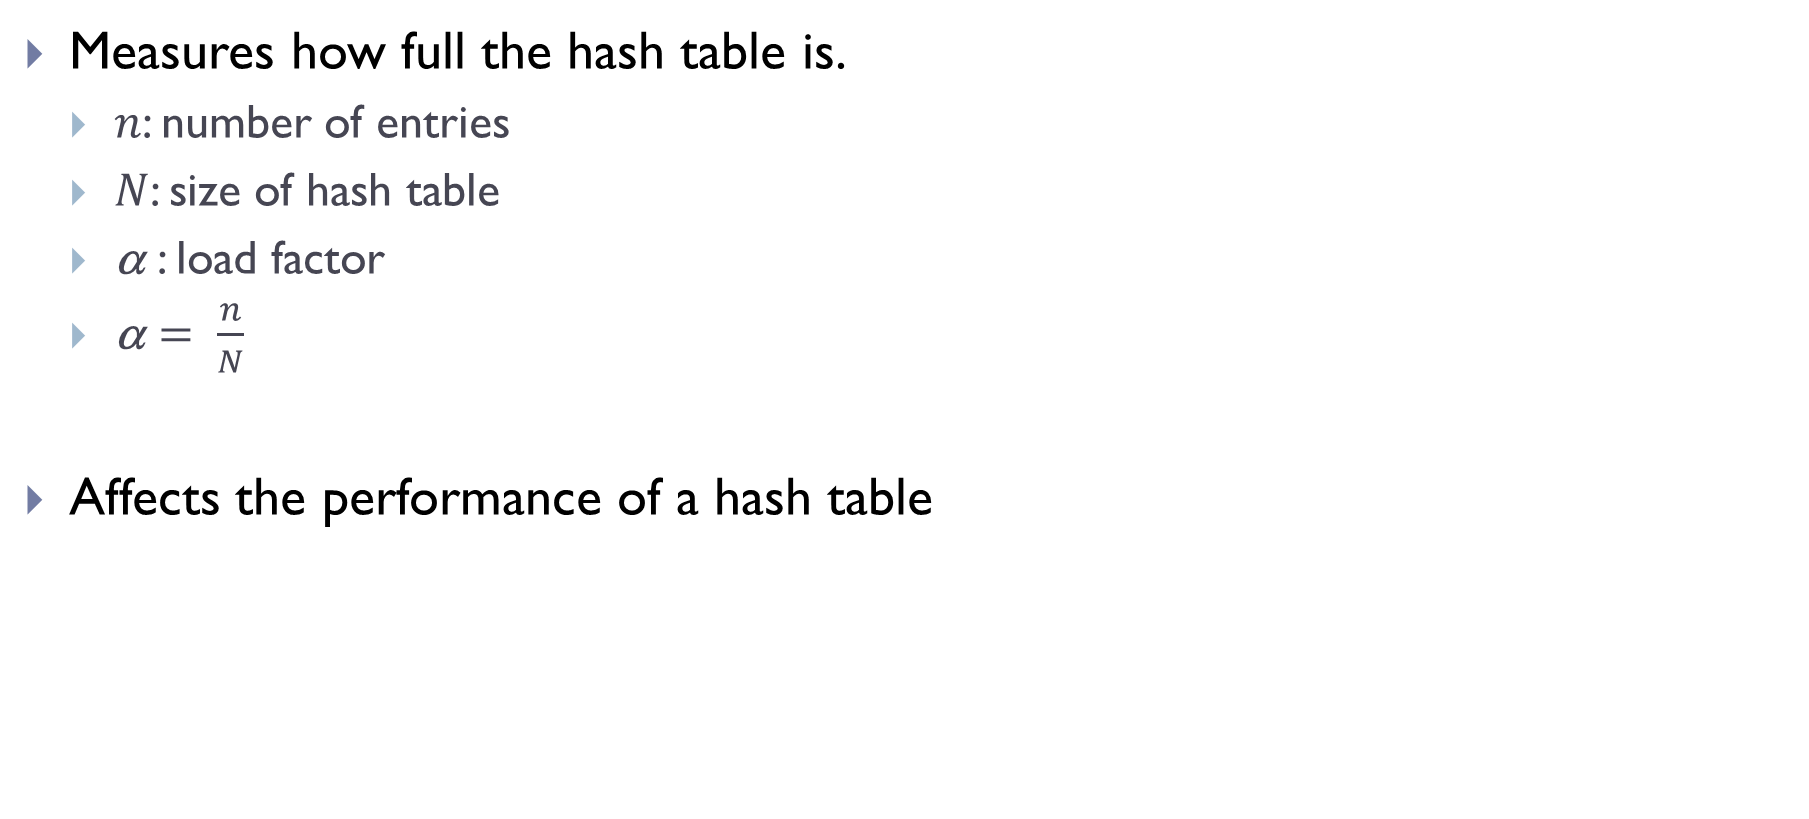 Measures how full the hash table is.
n: number of entries
N: size of hash table
α : load factor
α = n/N
Affects the performance of a hash table